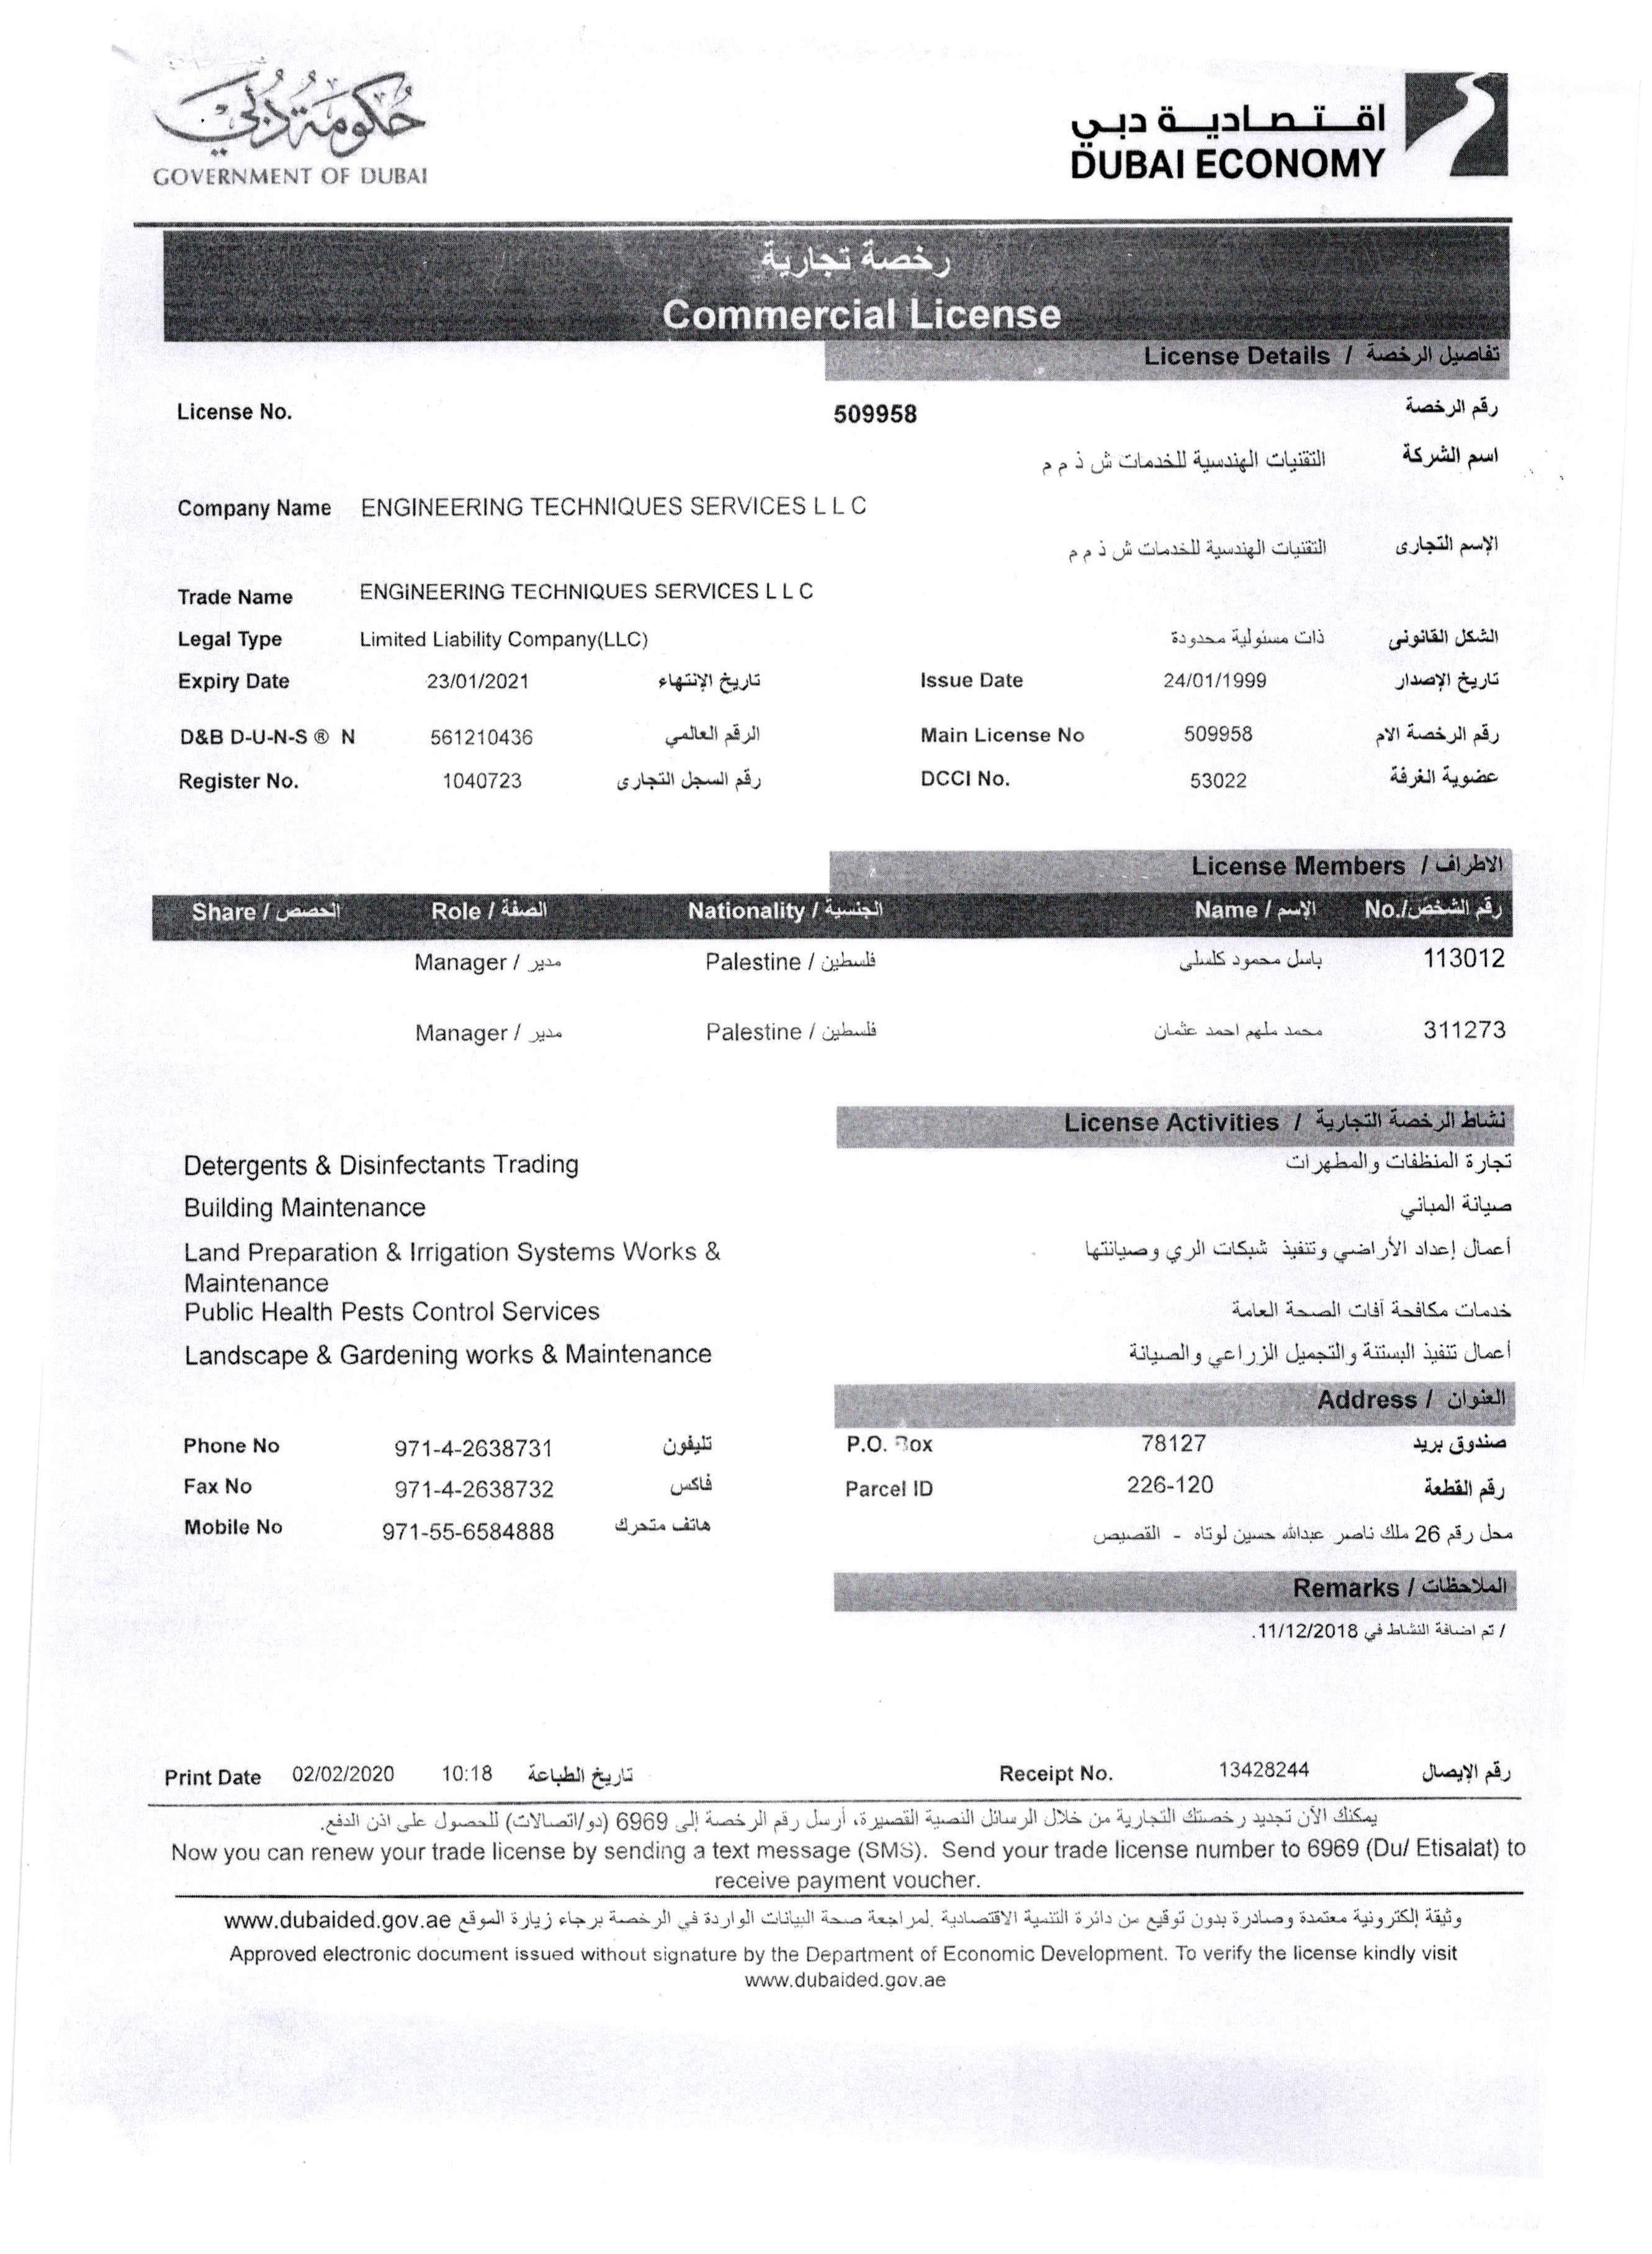 حكومة دبي
GOVERNMENT OF DUBAI
اقتصادية دبي
DUBAI ECONOMY
رخصة تجارية
Commercial License
License Details / تفاصيل الرخصة
License No. 509958 رقم الرخصة
التقنيات الهندسية للخدمات ش ذ م م اسم الشركة
Company Name ENGINEERING TECHNIQUES SERVICES L L C
التقنيات الهندسية للخدمات ش ذ م م الإسم التجارى
Trade Name ENGINEERING TECHNIQUES SERVICES L L C
Legal Type Limited Liability Company(LLC) ذات مسئولية محدودة الشكل القانونى
Expiry Date 23/01/2021 تاريخ الإنتهاء Issue Date 24/01/1999 تاريخ الإصدار
D&B D-U-N-S ® N 561210436 الرقم العالمي Main License No 509958 رقم الرخصة الام
Register No. 1040723 رقم السجل التجارى DCCI No. 53022 عضوية الغرفة
License Members / الاطراف
Share / الحصص Role / الصفة Nationality / الجنسية Name / الإسم No./رقم الشخص
Manager / مدير Palestine / فلسطين باسل محمود كلسلي 113012
Manager / مدير Palestine / فلسطين محمد ملهم احمد عثمان 311273
License Activities / نشاط الرخصة التجارية
Detergents & Disinfectants Trading تجارة المنظفات والمطهرات
Building Maintenance صيانة المباني
Land Preparation & Irrigation Systems Works & أعمال إعداد الأراضي وتنفيذ شبكات الري وصيانتها
Maintenance
Public Health Pests Control Services خدمات مكافحة آفات الصحة العامة
Landscape & Gardening works & Maintenance أعمال تنفيذ البستنة والتجميل الزراعي والصيانة
Address / العنوان
Phone No 971-4-2638731 تليفون P.O. Box 78127 صندوق بريد
Fax No 971-4-2638732 فاكس Parcel ID 226-120 رقم القطعة
Mobile No 971-55-6584888 هاتف متحرك محل رقم 26 ملك ناصر عبدالله حسين لوتاه - القصيص
Remarks / الملاحظات
/ تم اضافة النشاط في 11/12/2018.
Print Date 02/02/2020 10:18 تاريخ الطباعة Receipt No. 13428244 رقم الإيصال
يمكنك الأن تجديد رخصتك التجارية من خلال الرسائل النصية القصيرة، أرسل رقم الرخصة إلى 6969 (دو/اتصالات) للحصول على اذن الدفع.
Now you can renew your trade license by sending a text message (SMS). Send your trade license number to 6969 (Du/ Etisalat) to
receive payment voucher.
وثيقة إلكترونية معتمدة وصادرة بدون توقيع من دائرة التنمية الاقتصادية .لمراجعة صحة البيانات الواردة في الرخصة برجاء زيارة الموقع www.dubaided.gov.ae
Approved electronic document issued without signature by the Department of Economic Development. To verify the license kindly visit
www.dubaided.gov.ae